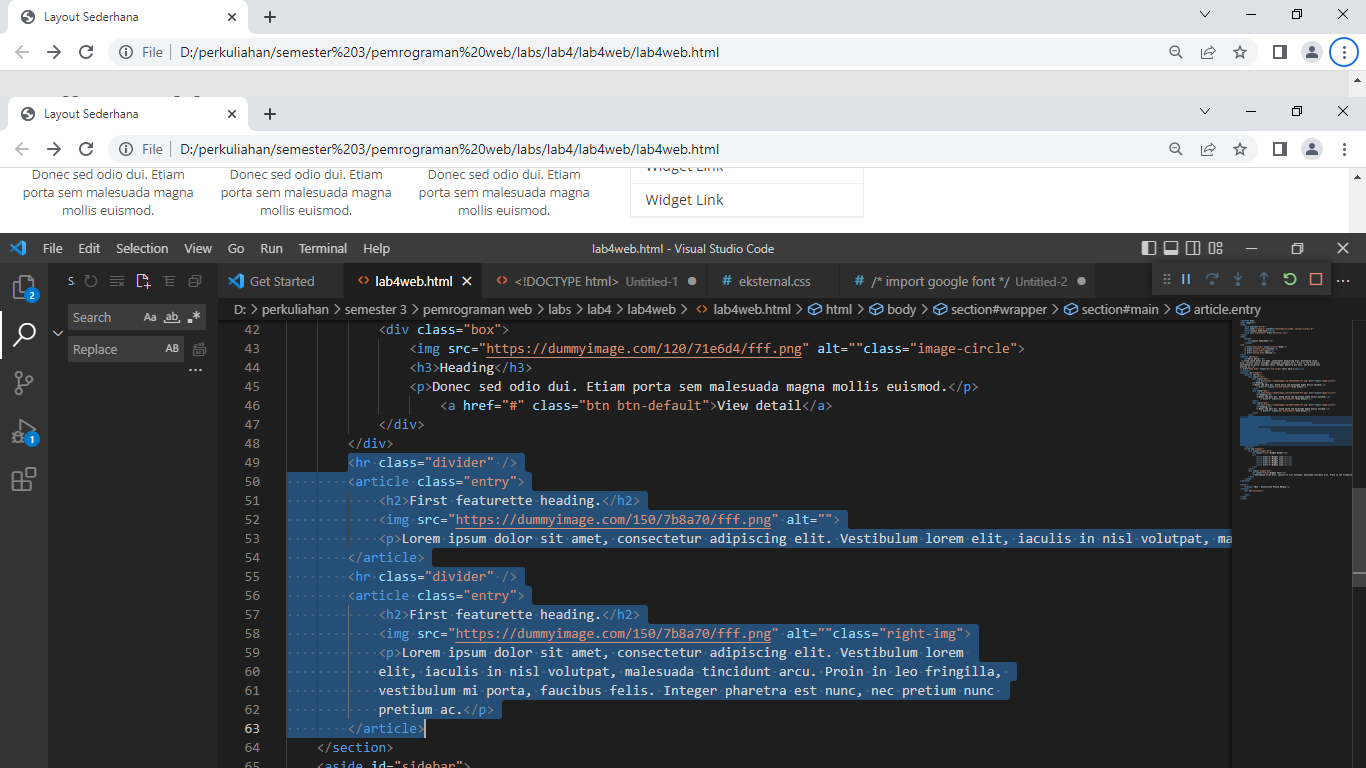 Layout Sederhana
File D:/perkuliahan/semester%203/pemrograman%20web/labs/lab4/lab4web/lab4web.html
Layout Sederhana
File D:/perkuliahan/semester%203/pemrograman%20web/labs/lab4/lab4web/lab4web.html
Donec sed odio dui. Etiam porta sem malesuada magna mollis euismod.
Donec sed odio dui. Etiam porta sem malesuada magna mollis euismod.
Donec sed odio dui. Etiam porta sem malesuada magna mollis euismod.
Widget Link
Widget Link
File Edit Selection View Go Run Terminal Help lab4web.html - Visual Studio Code
Get Started lab4web.html <!DOCTYPE html> Untitled-1 # eksternal.css # /* import google font */ Untitled-2
D: > perkuliahan > semester 3 > pemrograman web > labs > lab4 > lab4web > lab4web.html > html > body > section#wrapper > section#main > article.entry
2
S.
Search Aa ab .*
Replace AB
1
42 <div class="box">
43 <img src="https://dummyimage.com/120/71e6d4/fff.png" alt=""class="image-circle">
44 <h3>Heading</h3>
45 <p>Donec sed odio dui. Etiam porta sem malesuada magna mollis euismod.</p>
46 <a href="#" class="btn btn-default">View detail</a>
47 </div>
48 </div>
49 <hr class="divider" />
50 <article class="entry">
51 <h2>First featurette heading.</h2>
52 <img src="https://dummyimage.com/150/7b8a70/fff.png" alt="">
53 <p>Lorem ipsum dolor sit amet, consectetur adipiscing elit. Vestibulum lorem elit, iaculis in nisl volutpat, ma
54 </article>
55 <hr class="divider" />
56 <article class="entry">
57 <h2>First featurette heading.</h2>
58 <img src="https://dummyimage.com/150/7b8a70/fff.png" alt=""class="right-img">
59 <p>Lorem ipsum dolor sit amet, consectetur adipiscing elit. Vestibulum lorem
60 elit, iaculis in nisl volutpat, malesuada tincidunt arcu. Proin in leo fringilla,
61 vestibulum mi porta, faucibus felis. Integer pharetra est nunc, nec pretium nunc
62 pretium ac.</p>
63 </article>
64 </section>
65 <aside id="sidebar">